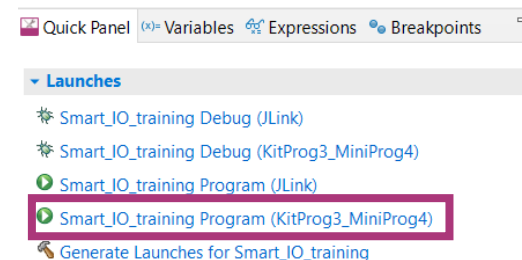 Quick Panel (x)= Variables Expressions Breakpoints
Launches
Smart_IO_training Debug (JLink)
Smart_IO_training Debug (KitProg3_MiniProg4)
Smart_IO_training Program (JLink)
Smart_IO_training Program (KitProg3_MiniProg4)
Generate Launches for Smart_IO_training